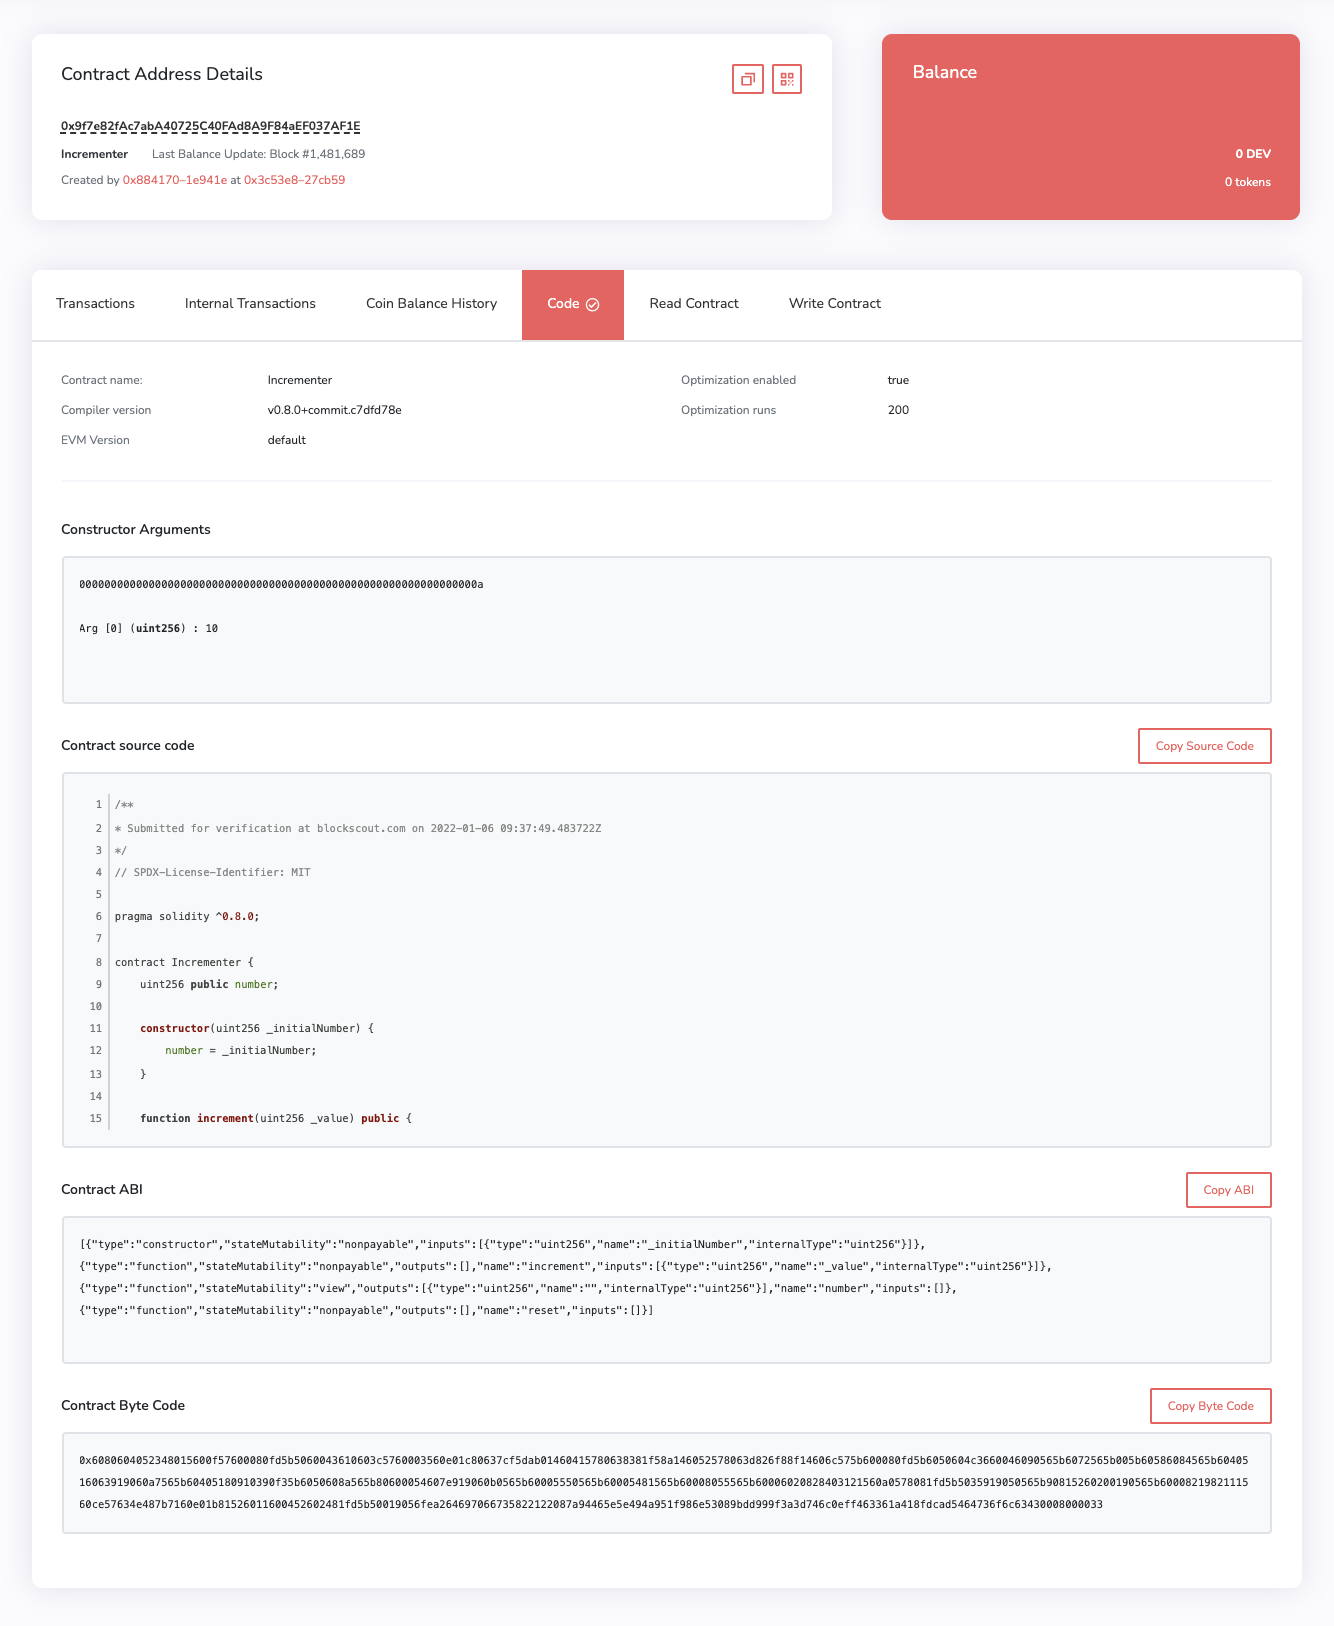 Contract Address Details
0x9f7e82fAc7abA40725C40FAd8A9F84aEF037AF1E
Incrementer Last Balance Update: Block #1,481,689
Created by 0x884170–1e941e at 0x3c53e8–27cb59
Balance
0 DEV
0 tokens
Transactions Internal Transactions Coin Balance History Code Read Contract Write Contract
Contract name: Incrementer Optimization enabled true
Compiler version v0.8.0+commit.c7dfd78e Optimization runs 200
EVM Version default
Constructor Arguments
000000000000000000000000000000000000000000000000000000000000000a
Arg [0] (uint256) : 10
Contract source code Copy Source Code
1 /**
2 * Submitted for verification at blockscout.com on 2022-01-06 09:37:49.483722Z
3 */
4 // SPDX-License-Identifier: MIT
5
6 pragma solidity ^0.8.0;
7
8 contract Incrementer {
9 uint256 public number;
10
11 constructor(uint256 _initialNumber) {
12 number = _initialNumber;
13 }
14
15 function increment(uint256 _value) public {
Contract ABI Copy ABI
[{"type":"constructor","stateMutability":"nonpayable","inputs":[{"type":"uint256","name":"_initialNumber","internalType":"uint256"}]},
{"type":"function","stateMutability":"nonpayable","outputs":[],"name":"increment","inputs":[{"type":"uint256","name":"_value","internalType":"uint256"}]},
{"type":"function","stateMutability":"view","outputs":[{"type":"uint256","name":"","internalType":"uint256"}],"name":"number","inputs":[]},
{"type":"function","stateMutability":"nonpayable","outputs":[],"name":"reset","inputs":[]}]
Contract Byte Code Copy Byte Code
0x6080604052348015600f57600080fd5b5060043610603c5760003560e01c80637cf5dab01460415780638381f58a146052578063d826f88f14606c575b600080fd5b6050604c3660046090565b6072565b005b60586084565b60405
16063919060a7565b60405180910390f35b6050608a565b80600054607e919060b0565b60005550565b60005481565b60008055565b60006020828403121560a0578081fd5b5035919050565b90815260200190565b60008219821115
60ce57634e487b7160e01b81526011600452602481fd5b50019056fea264697066735822122087a94465e5e494a951f986e53089bdd999f3a3d746c0eff463361a418fdcad5464736f6c63430008000033